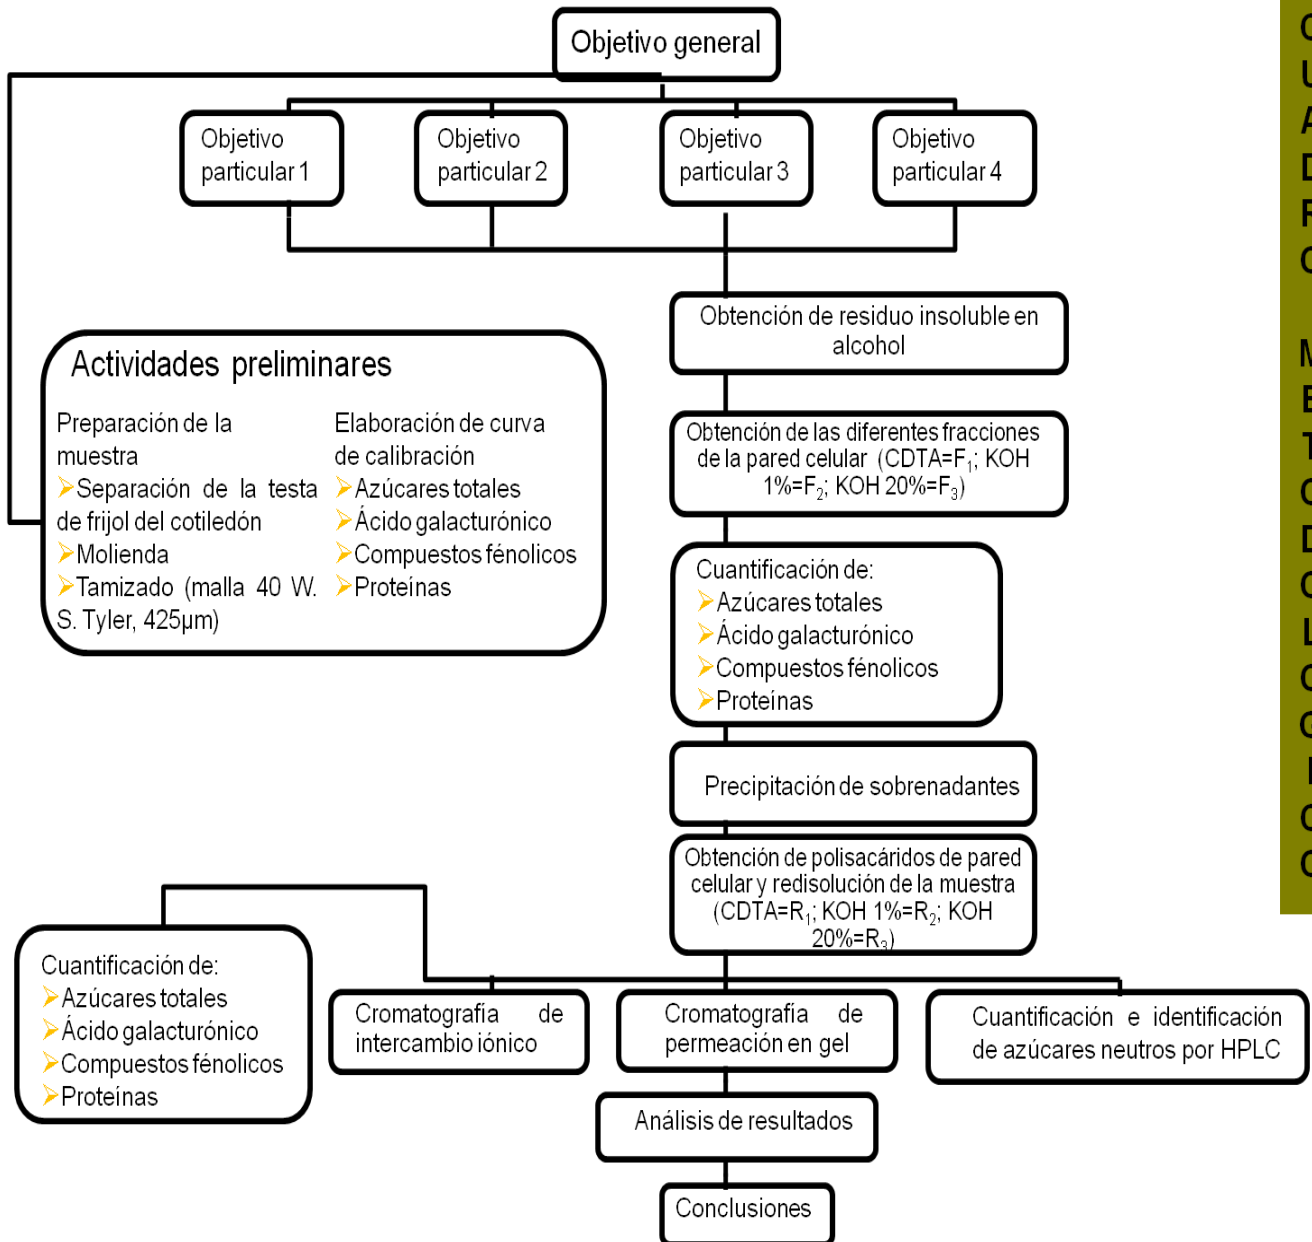 Objetivo general
Objetivo
particular 1
Objetivo
particular 2
Objetivo
particular 3
Objetivo
particular 4
Obtención de residuo insoluble en
alcohol
Actividades preliminares
Preparación de la
muestra
➢Separación de la testa
de frijol del cotiledón
➢Molienda
➢Tamizado (malla 40 W.
S. Tyler, 425µm)
Elaboración de curva
de calibración
➢Azúcares totales
➢Ácido galacturónico
➢Compuestos fénolicos
➢Proteínas
Obtención de las diferentes fracciones
de la pared celular (CDTA=F₁; KOH
1%=F₂; KOH 20%=F₃)
Cuantificación de:
➢Azúcares totales
➢Ácido galacturónico
➢Compuestos fénolicos
➢Proteínas
Precipitación de sobrenadantes
Obtención de polisacáridos de pared
celular y redisolución de la muestra
(CDTA=R₁; KOH 1%=R₂; KOH
20%=R₃)
Cuantificación de:
➢Azúcares totales
➢Ácido galacturónico
➢Compuestos fénolicos
➢Proteínas
Cromatografía de
intercambio iónico
Cromatografía de
permeación en gel
Cuantificación e identificación
de azúcares neutros por HPLC
Análisis de resultados
Conclusiones